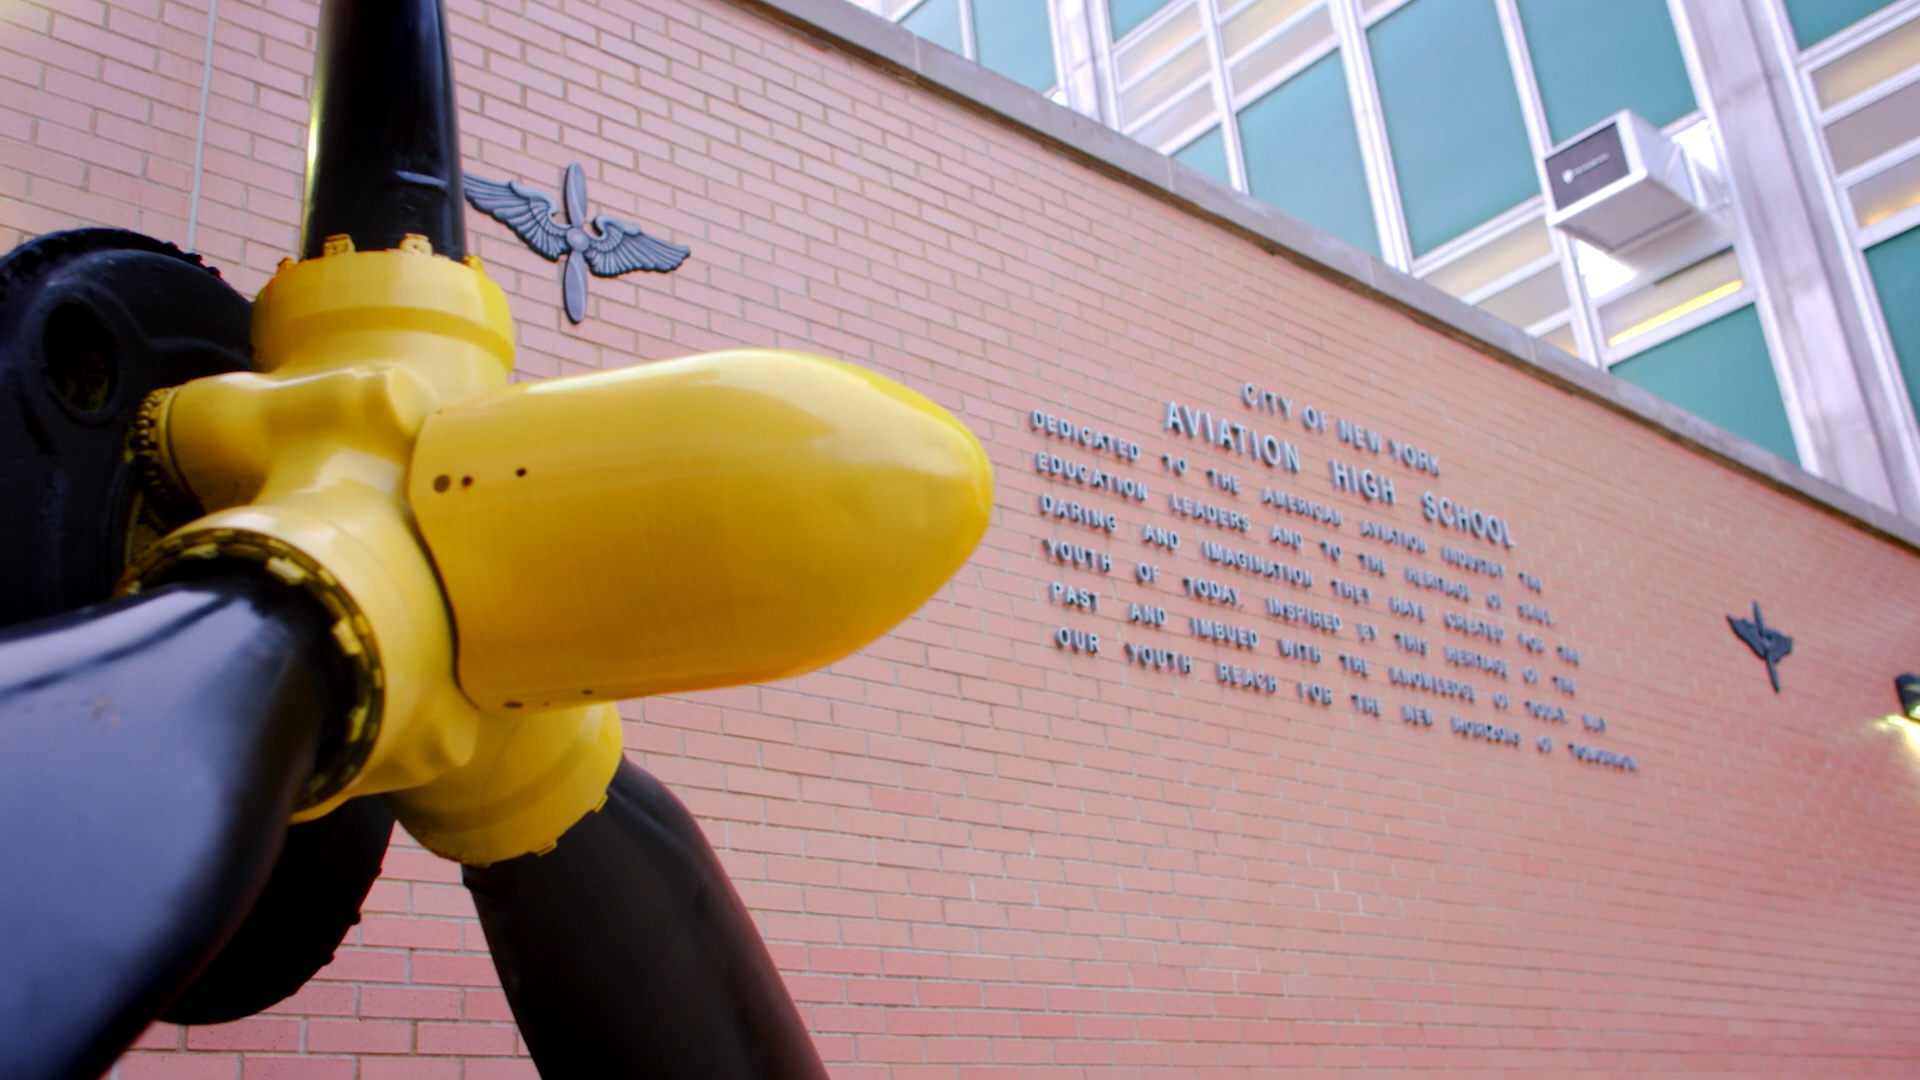 CITY OF NEW YORK
AVIATION HIGH SCHOOL
DEDICATED TO THE AMERICAN AVIATION INDUSTRY THE
EDUCATION LEADERS AND TO THE HERITAGE OF SKILL
DARING AND IMAGINATION THEY HAVE CREATED FOR THE
YOUTH OF TODAY, INSPIRED BY THIS HERITAGE OF THE
PAST AND IMBUED WITH THE KNOWLEDGE OF TODAY, MAY
OUR YOUTH REACH FOR THE NEW HORIZONS OF TOMORROW.